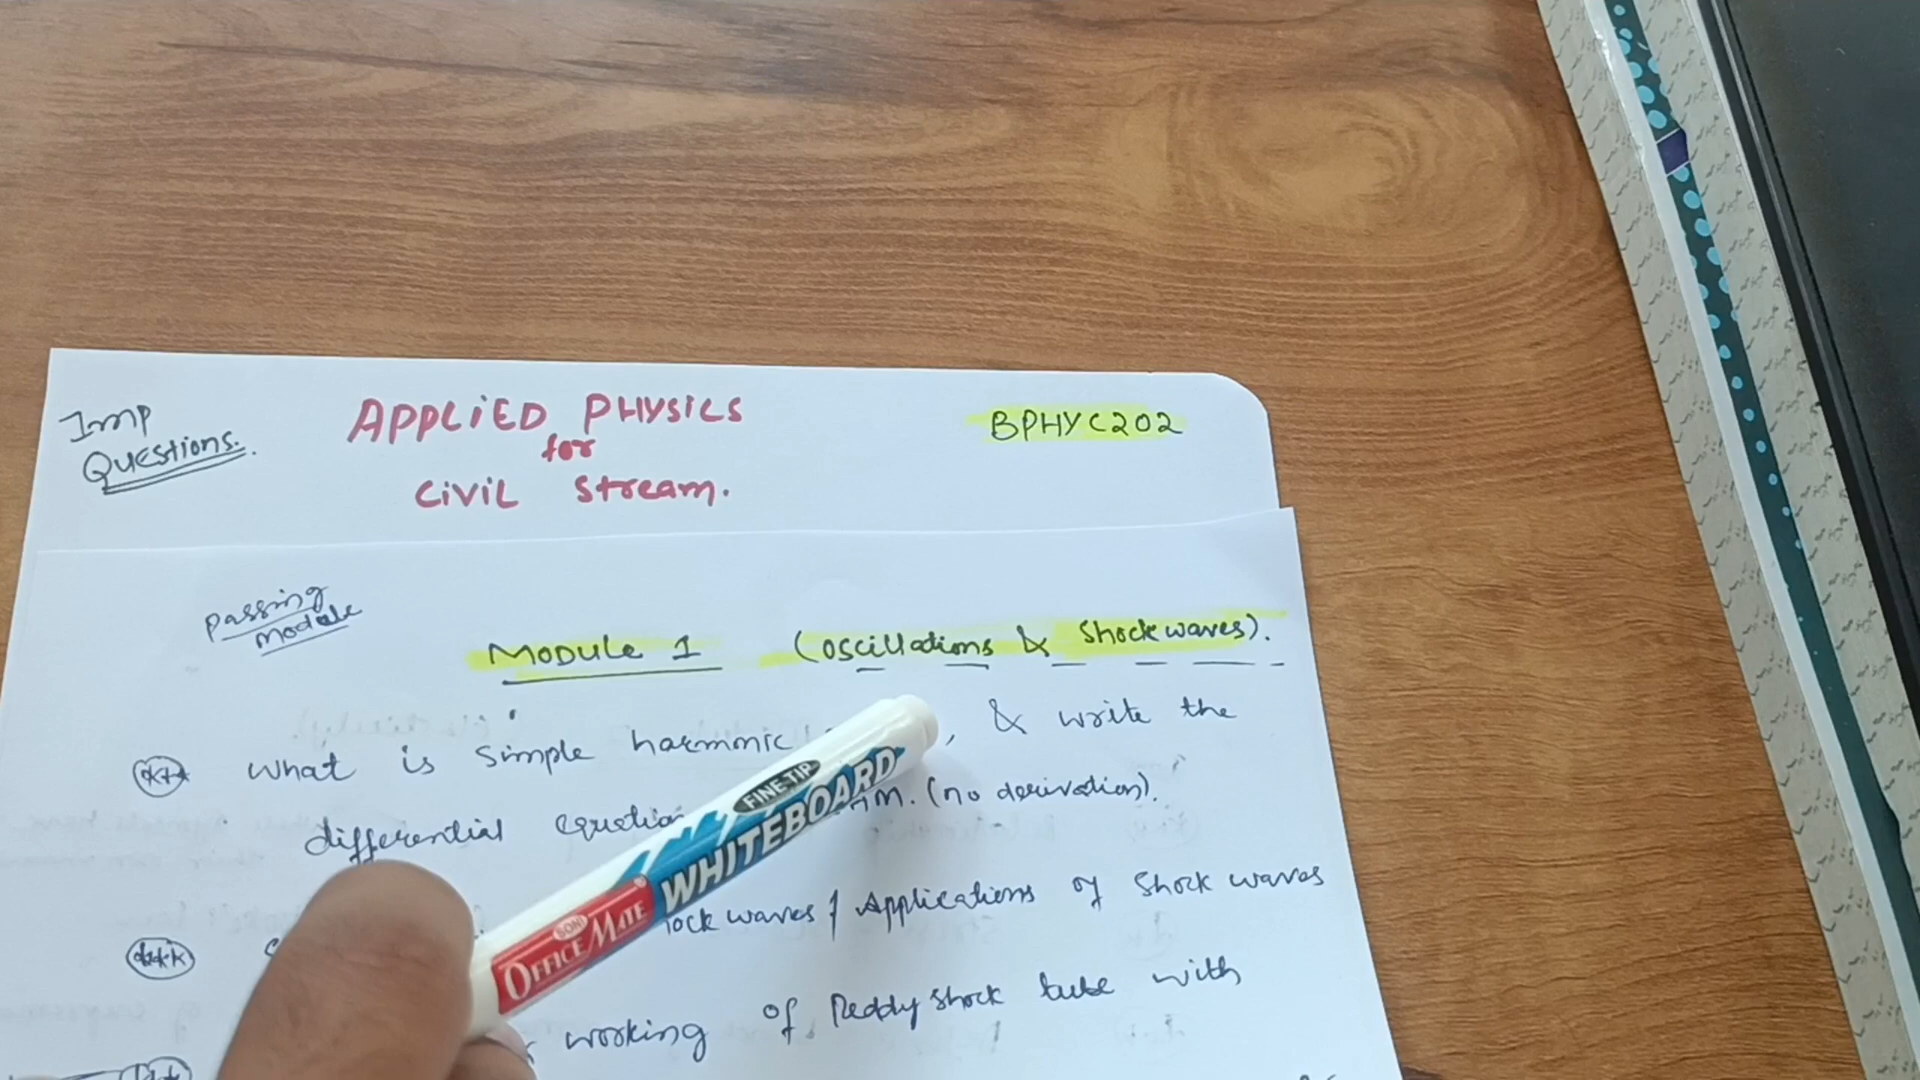 Imp
Questions.
APPLIED PHYSICS
for
CIVIL Stream.
BPHYC202
passing
module
Module 1 (oscillations & Shock waves).
What is simple harmonic , & write the
differential equation M. (no derivation).
ock waves / Applications of Shock waves
working of Reddy shock tube with
FINE-TIP
WHITEBOARD
BONI
OFFICE MATE